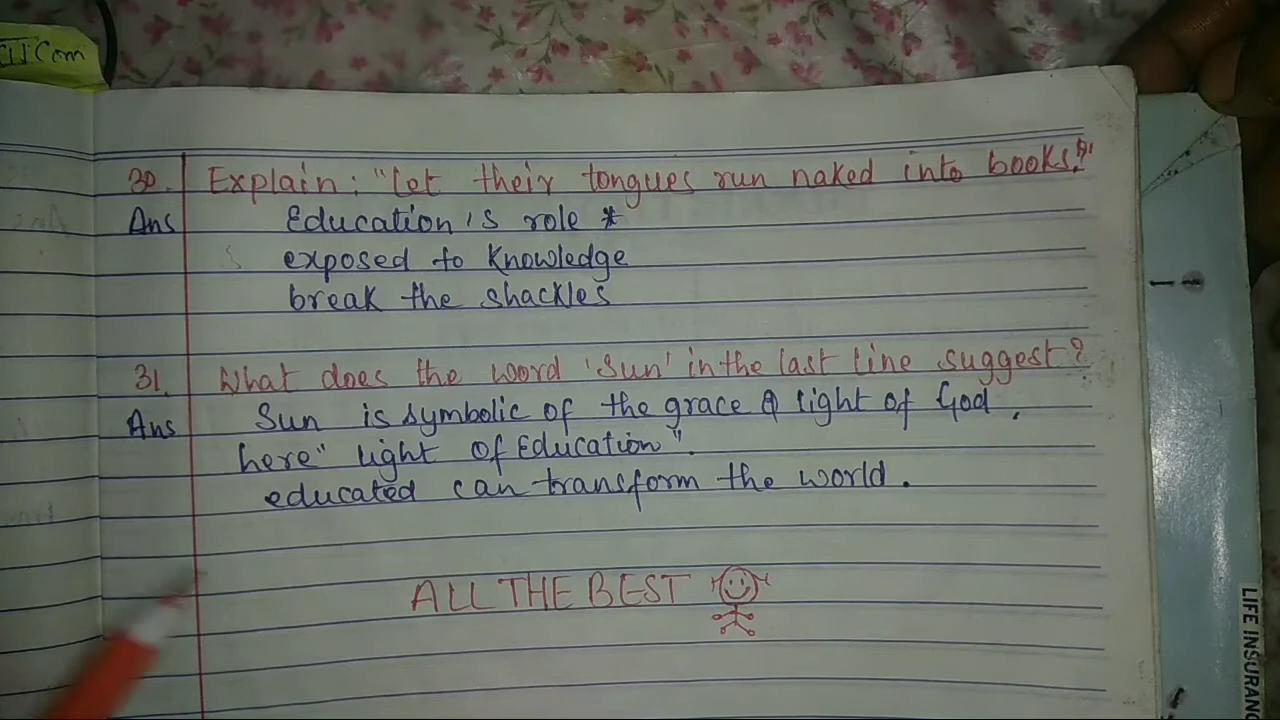 30. Explain: "Let their tongues run naked into books?"
Ans Education's role *
exposed to knowledge
break the shackles
31. What does the word 'Sun' in the last line suggest?
Ans Sun is symbolic of the grace & light of God,
here "light of Education".
educated can transform the world.
ALL THE BEST
LIFE INSURANC